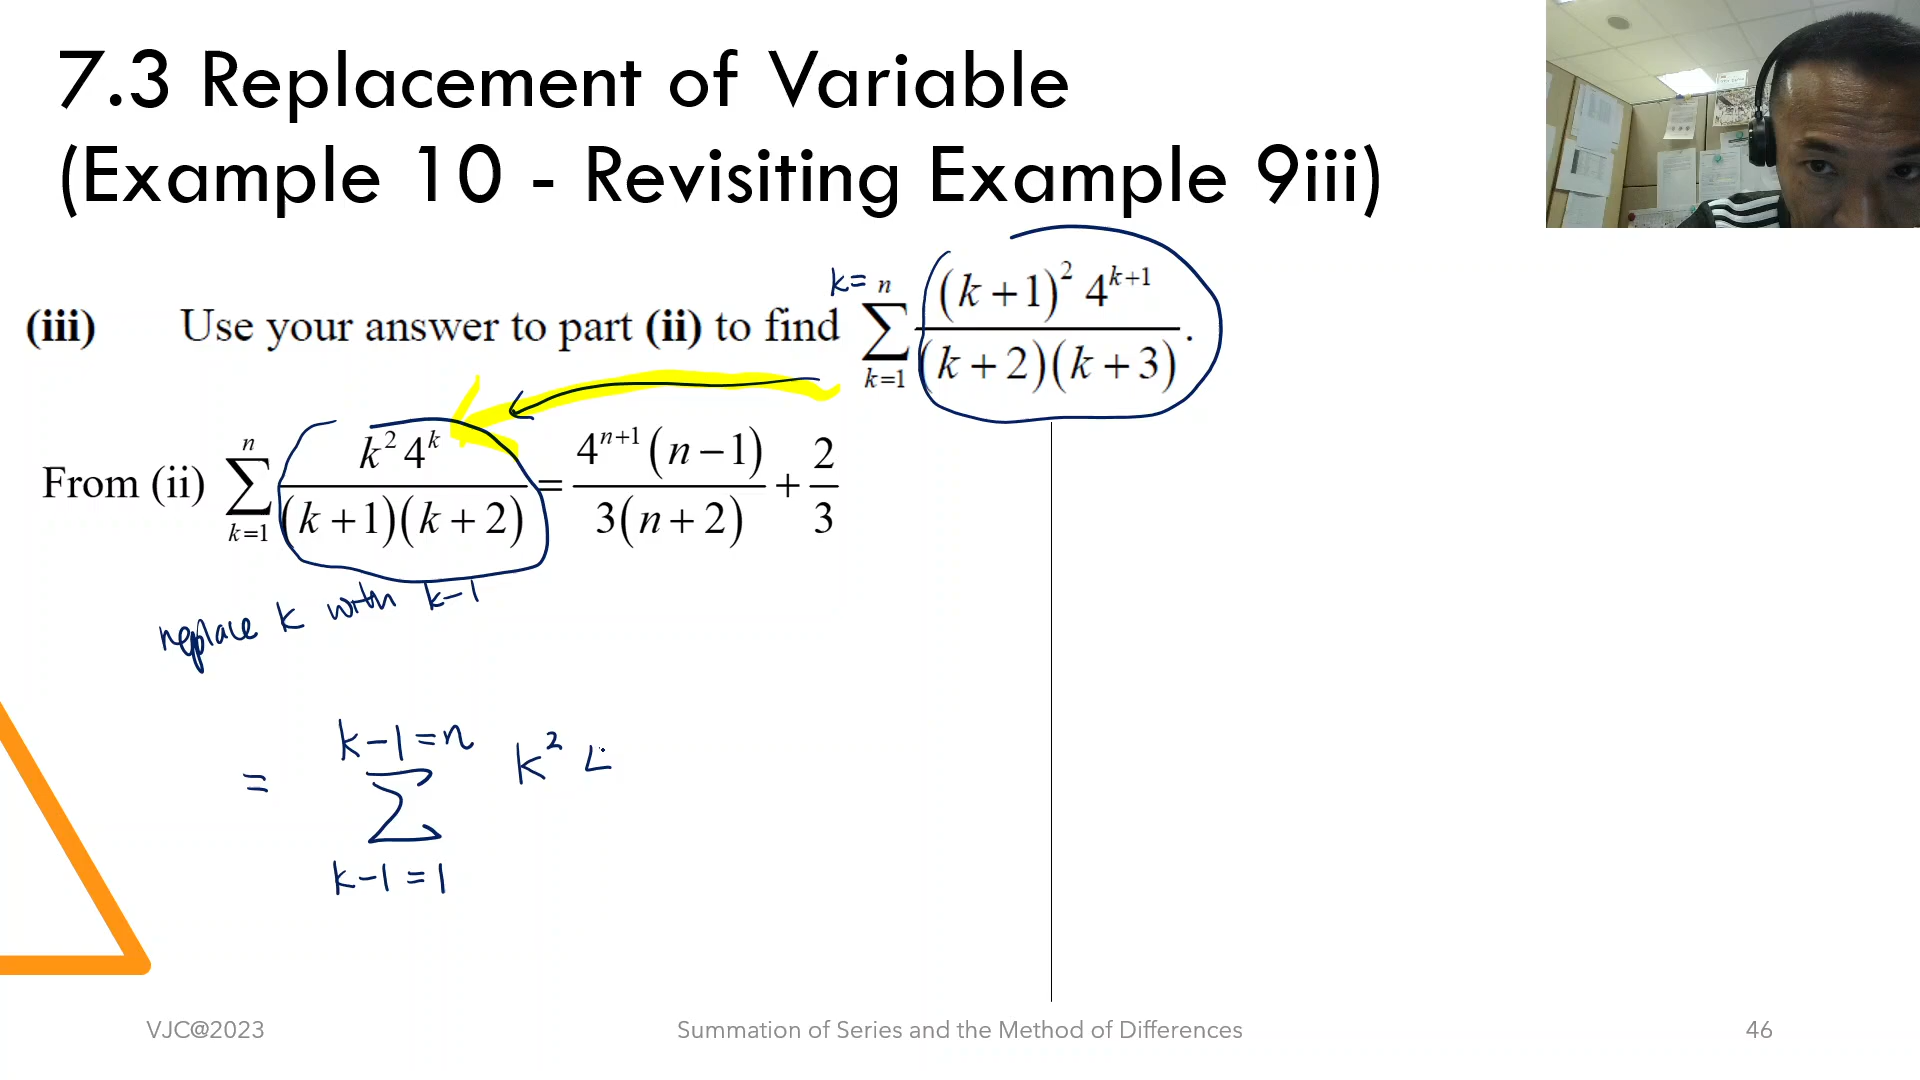 7.3 Replacement of Variable
(Example 10 - Revisiting Example 9iii)
(iii) Use your answer to part (ii) to find k= n ∑ k=1 (k+1)² 4^(k+1) / (k+2)(k+3).
From (ii) n ∑ k=1 k² 4^k / (k+1)(k+2) = 4^(n+1) (n−1) / 3(n+2) + 2/3
replace k with k-1
k-1=n
= ∑ k²
k-1=1
VJC@2023 Summation of Series and the Method of Differences 46